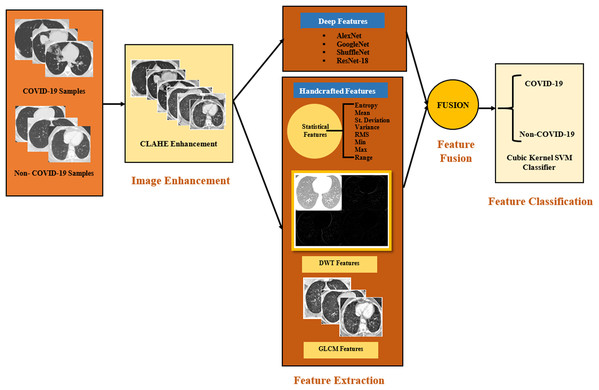 COVID-19 Samples
Non- COVID-19 Samples
CLAHE Enhancement
Image Enhancement
Deep Features
• AlexNet
• GoogleNet
• ShuffleNet
• ResNet-18
Handcrafted Features
Statistical
Features
Entropy
Mean
St. Deviation
Variance
RMS
Min
Max
Range
DWT Features
GLCM Features
Feature Extraction
FUSION
Feature
Fusion
COVID-19
Non-COVID-19
Cubic Kernel SVM
Classifier
Feature Classification